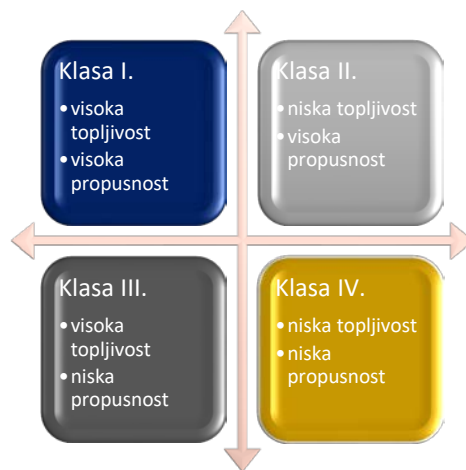 Klasa I.
•visoka
topljivost
•visoka
propusnost
Klasa II.
•niska topljivost
•visoka
propusnost
Klasa III.
•visoka
topljivost
•niska
propusnost
Klasa IV.
•niska topljivost
•niska
propusnost